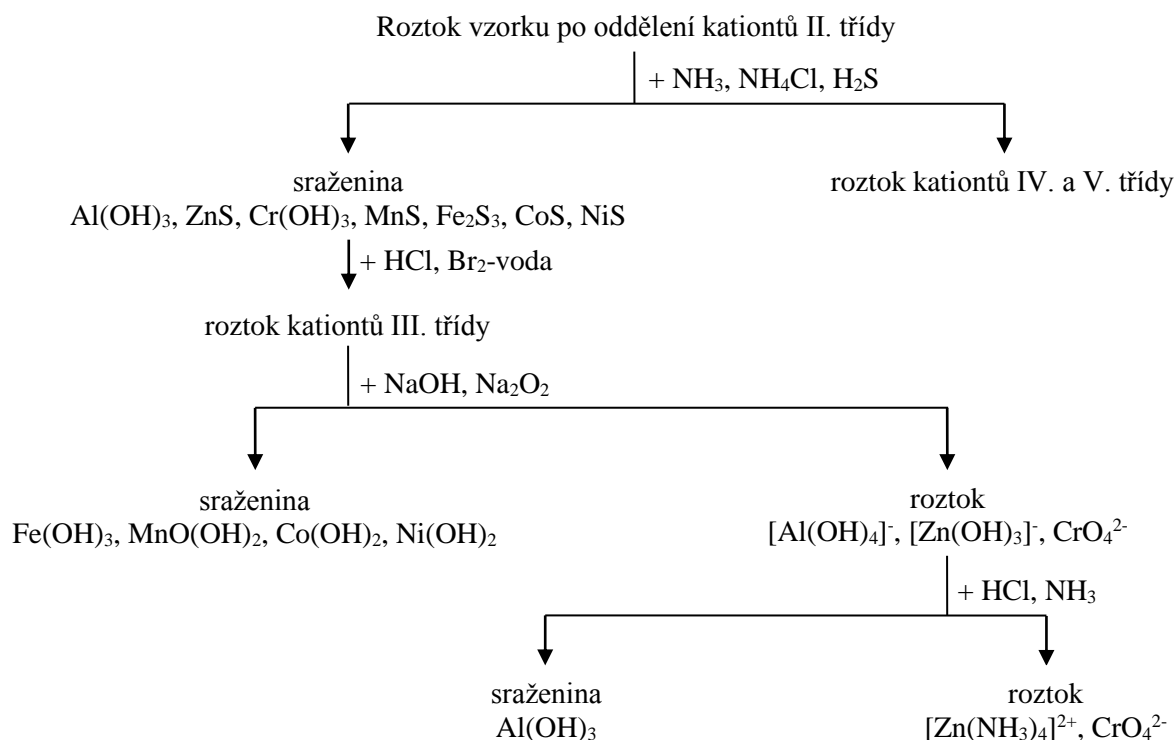 Roztok vzorku po oddělení kationtů II. třídy
+ NH₃, NH₄Cl, H₂S
sraženina
Al(OH)₃, ZnS, Cr(OH)₃, MnS, Fe₂S₃, CoS, NiS
roztok kationtů IV. a V. třídy
+ HCl, Br₂-voda
roztok kationtů III. třídy
+ NaOH, Na₂O₂
sraženina
Fe(OH)₃, MnO(OH)₂, Co(OH)₂, Ni(OH)₂
roztok
[Al(OH)₄]⁻, [Zn(OH)₃]⁻, CrO₄²⁻
+ HCl, NH₃
sraženina
Al(OH)₃
roztok
[Zn(NH₃)₄]²⁺, CrO₄²⁻